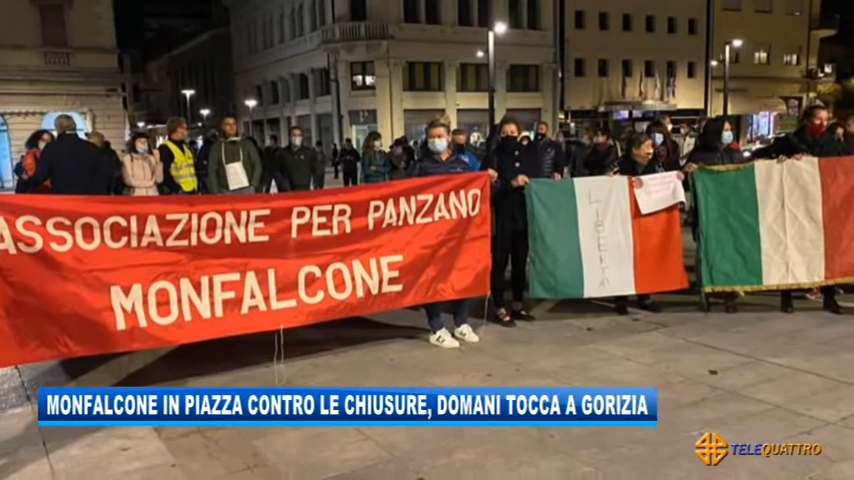 ASSOCIAZIONE PER PANZANO
MONFALCONE
LIBERTÀ
MONFALCONE IN PIAZZA CONTRO LE CHIUSURE, DOMANI TOCCA A GORIZIA
TELEQUATTRO